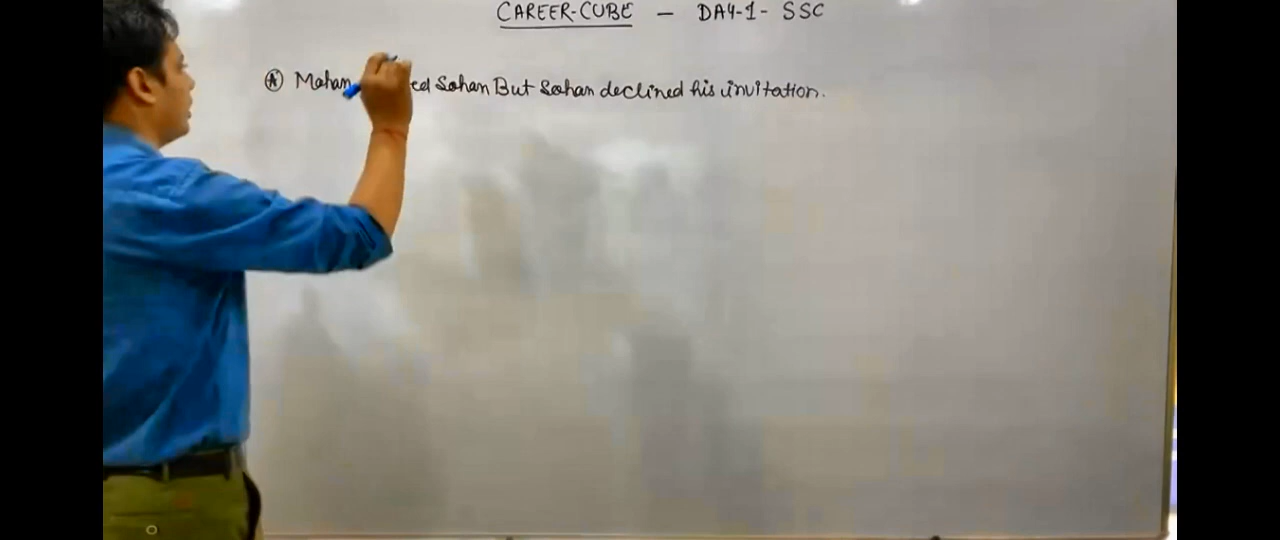 CAREER-CUBE — DAY-1- SSC
(A) Mohan ed Sohan But Sohan declined his invitation.